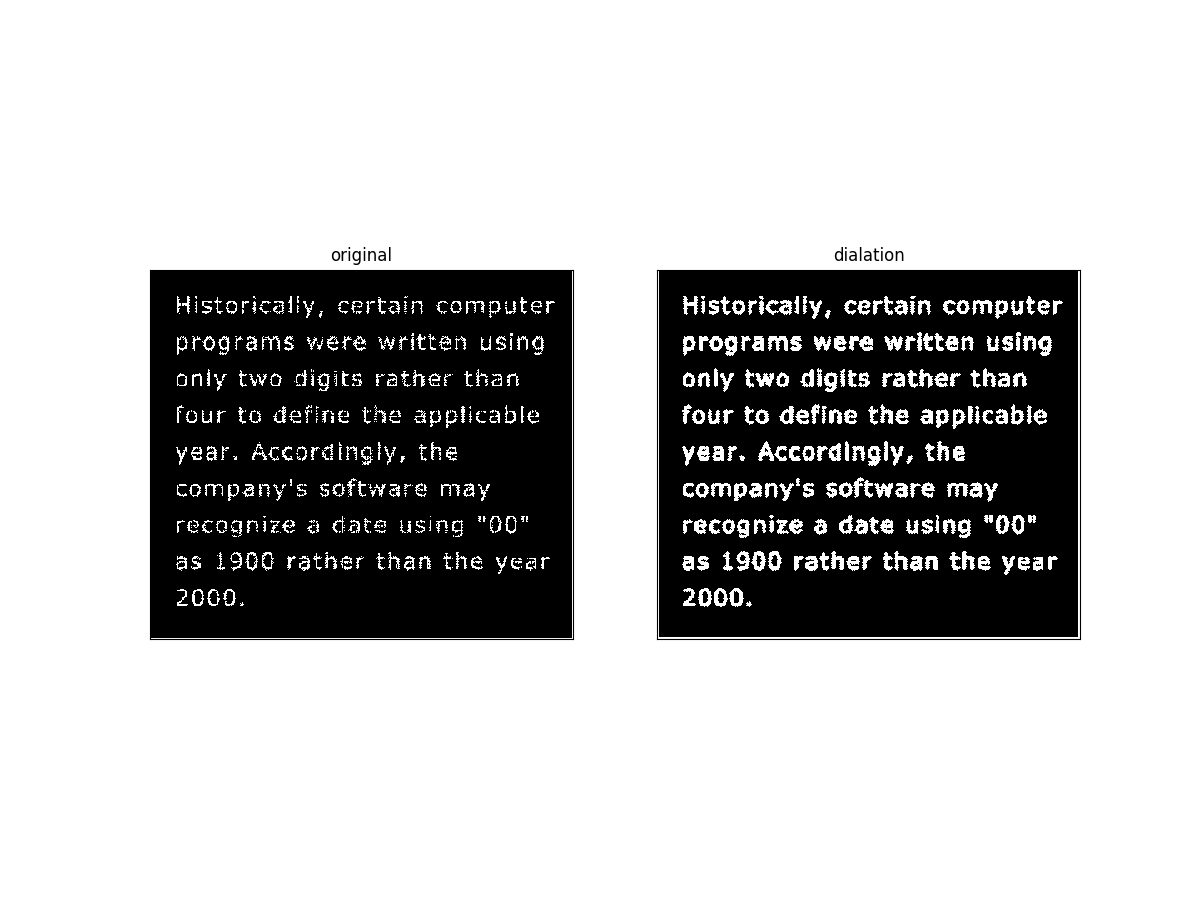 original
Historically, certain computer
programs were written using
only two digits rather than
four to define the applicable
year. Accordingly, the
company's software may
recognize a date using "00"
as 1900 rather than the year
2000.
dialation
Historically, certain computer
programs were written using
only two digits rather than
four to define the applicable
year. Accordingly, the
company's software may
recognize a date using "00"
as 1900 rather than the year
2000.